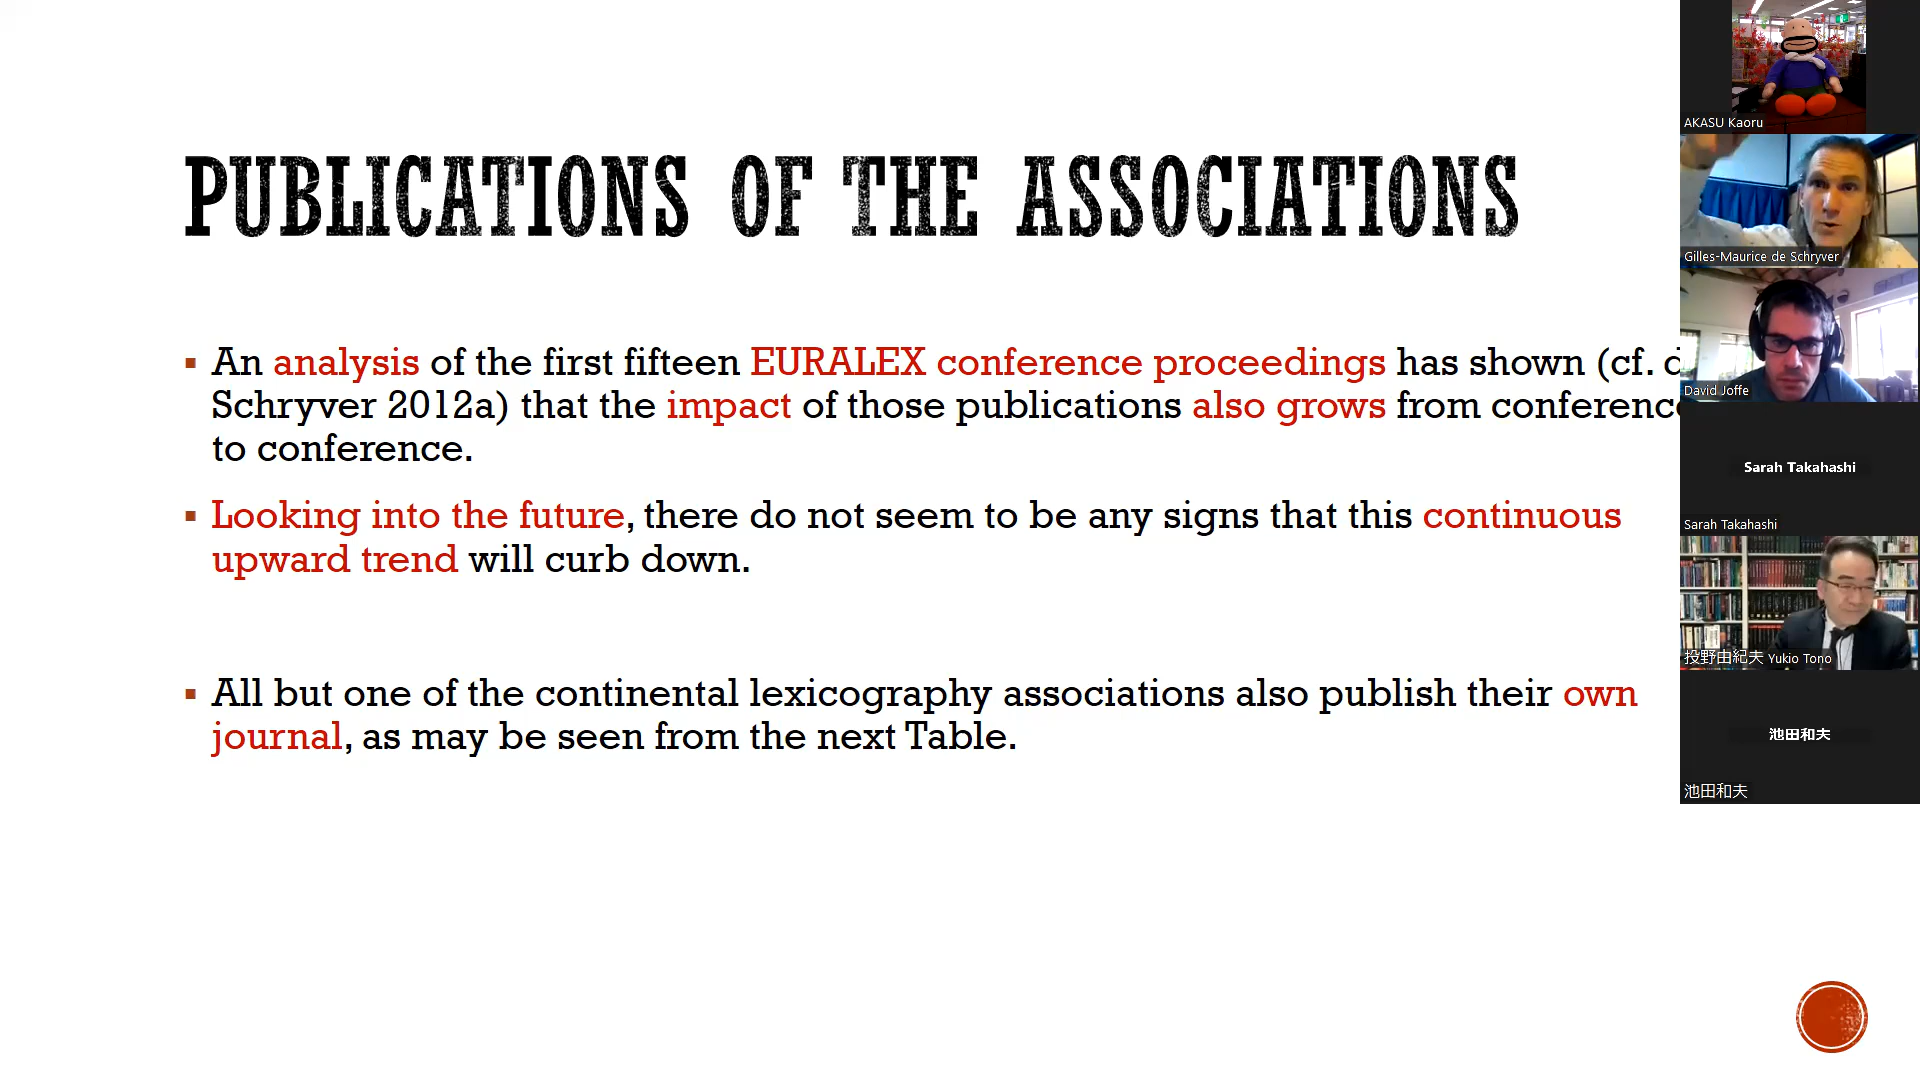 PUBLICATIONS OF THE ASSOCIATIONS
▪ An analysis of the first fifteen EURALEX conference proceedings has shown (cf. d
Schryver 2012a) that the impact of those publications also grows from conference
to conference.
▪ Looking into the future, there do not seem to be any signs that this continuous
upward trend will curb down.
▪ All but one of the continental lexicography associations also publish their own
journal, as may be seen from the next Table.
AKASU Kaoru
Gilles-Maurice de Schryver
David Joffe
Sarah Takahashi
Sarah Takahashi
投野由紀夫 Yukio Tono
池田和夫
池田和夫